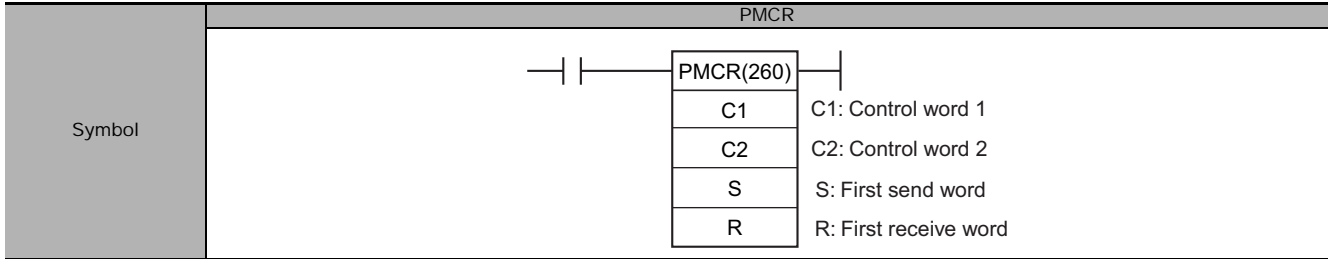 PMCR
Symbol
PMCR(260)
C1 C1: Control word 1
C2 C2: Control word 2
S S: First send word
R R: First receive word